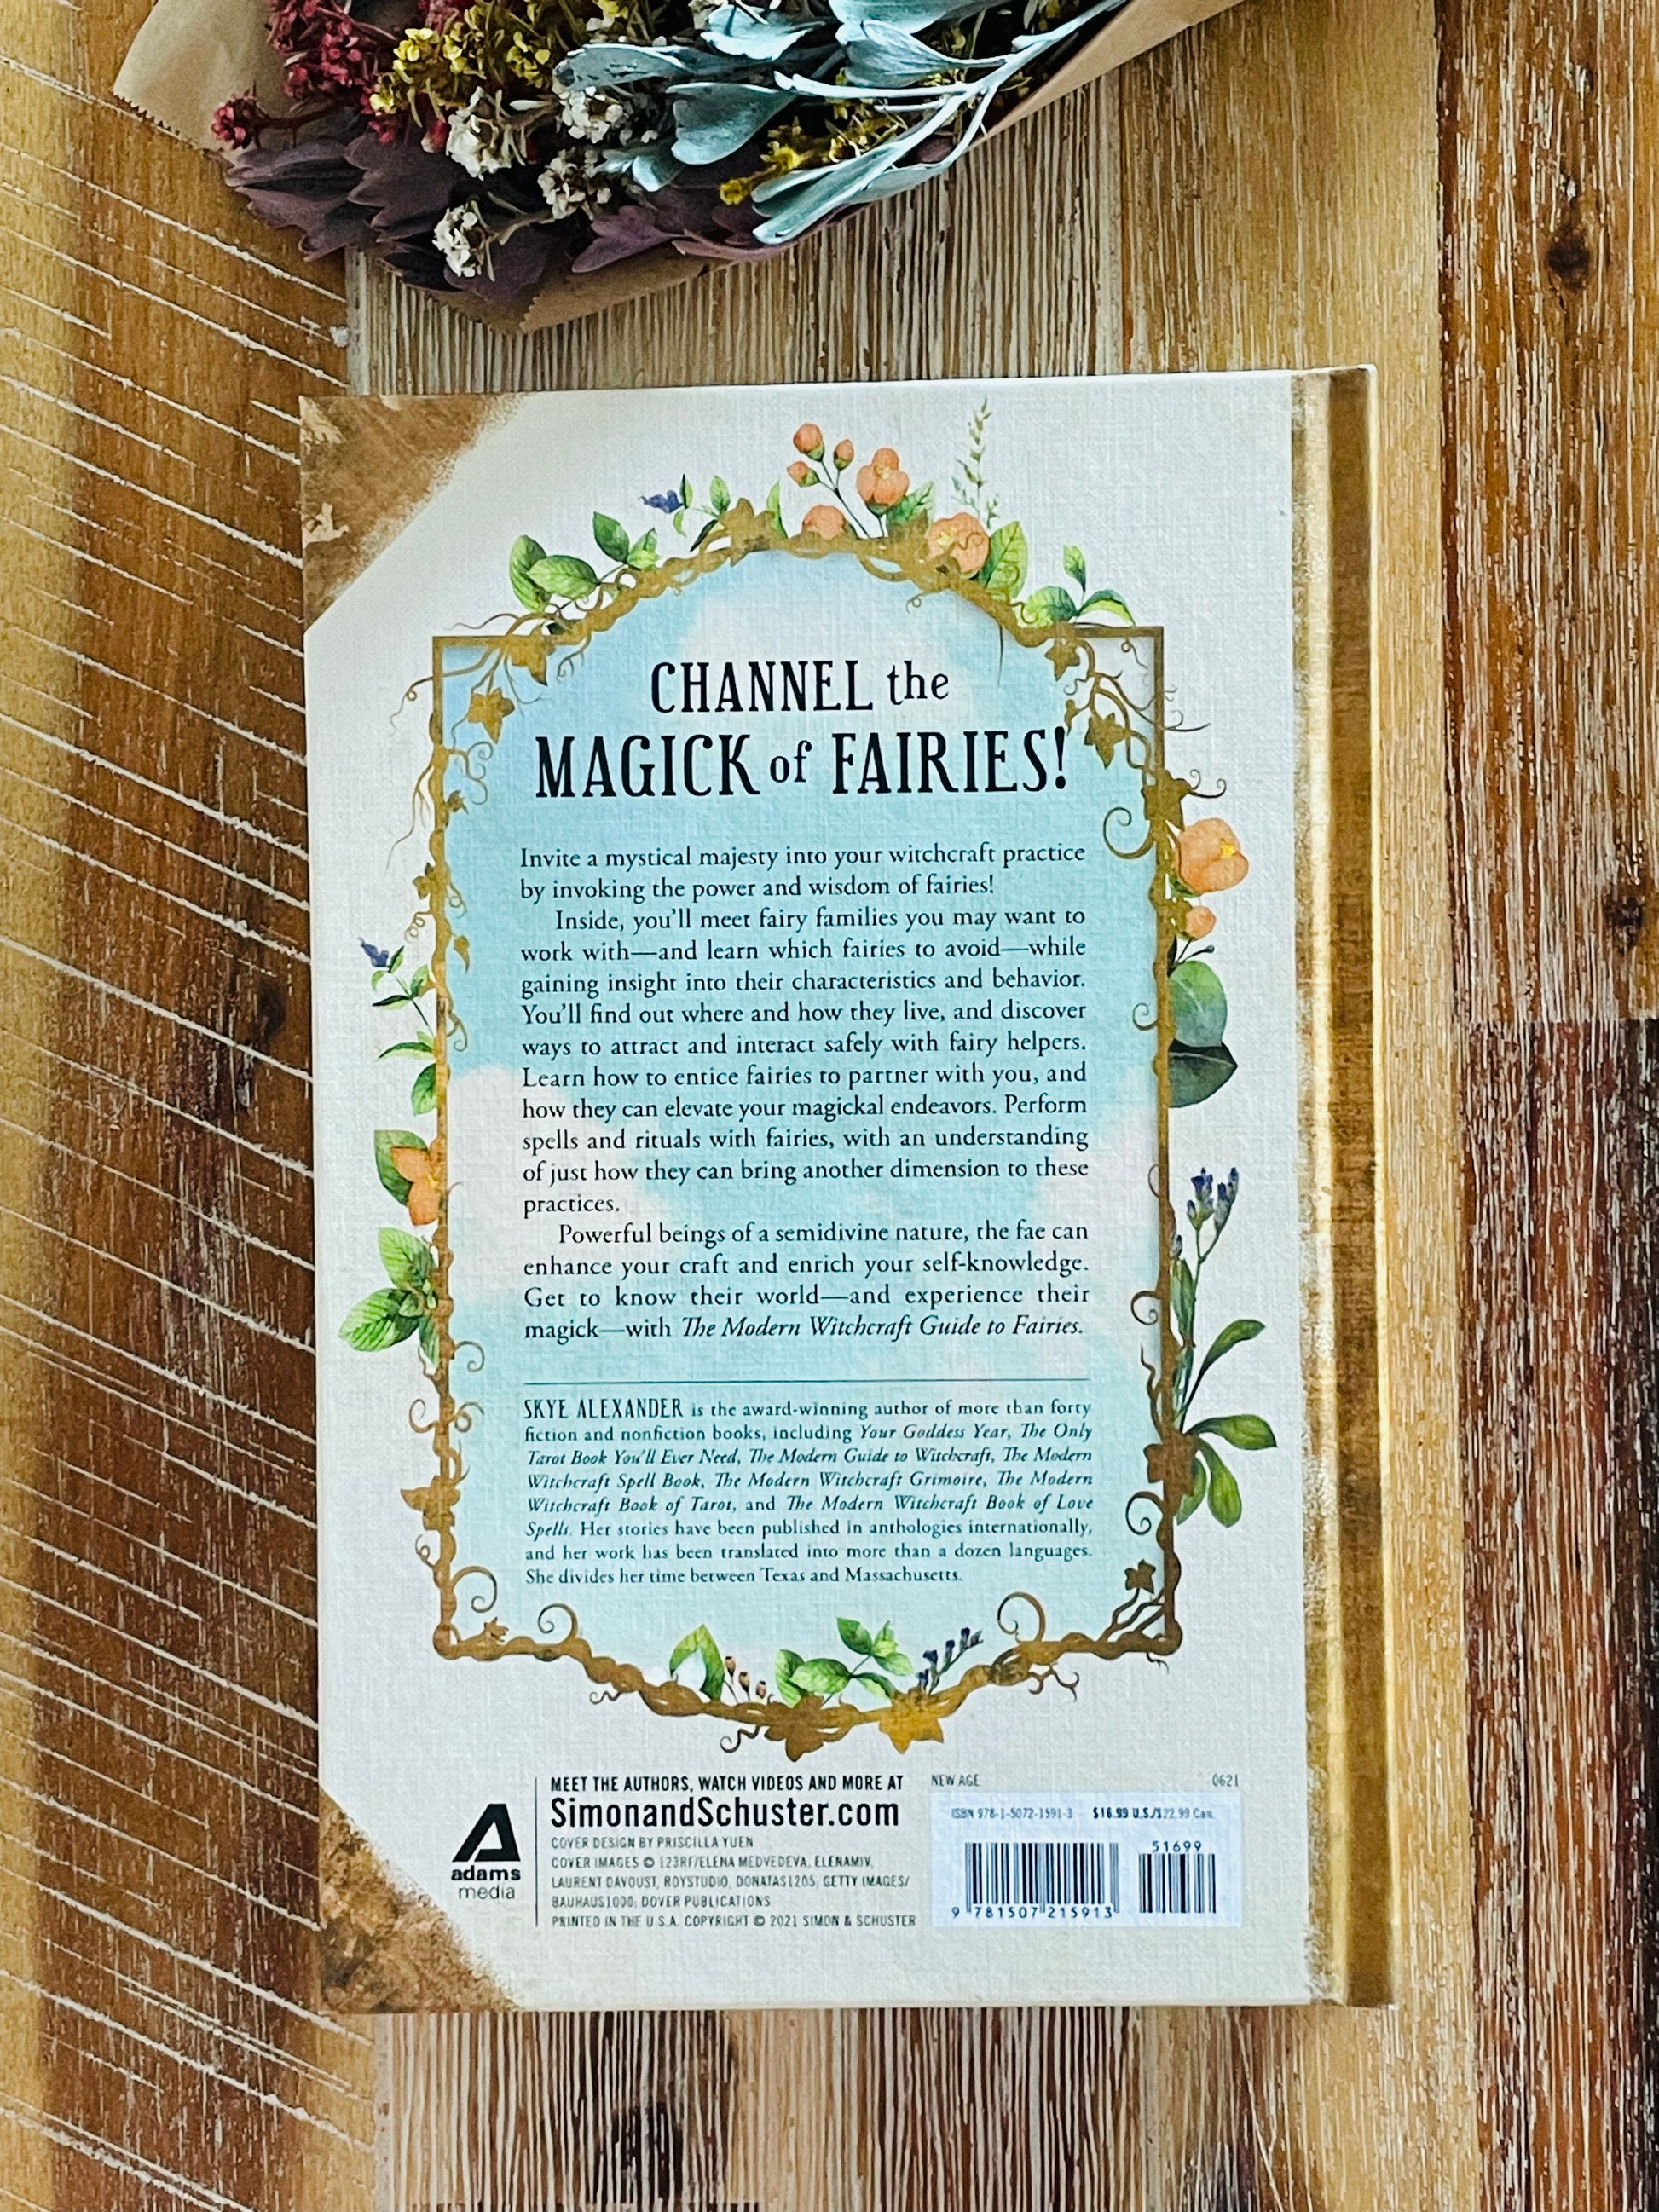 CHANNEL the
MAGICK of FAIRIES!
Invite a mystical majesty into your witchcraft practice
by invoking the power and wisdom of fairies!
Inside, you'll meet fairy families you may want to
work with—and learn which fairies to avoid—while
gaining insight into their characteristics and behavior.
You'll find out where and how they live, and discover
ways to attract and interact safely with fairy helpers.
Learn how to entice fairies to partner with you, and
how they can elevate your magickal endeavors. Perform
spells and rituals with fairies, with an understanding
of just how they can bring another dimension to these
practices.
Powerful beings of a semidivine nature, the fae can
enhance your craft and enrich your self-knowledge.
Get to know their world—and experience their
magick—with The Modern Witchcraft Guide to Fairies.
SKYE ALEXANDER is the award-winning author of more than forty
fiction and nonfiction books, including Your Goddess Year, The Only
Tarot Book You'll Ever Need, The Modern Guide to Witchcraft, The Modern
Witchcraft Spell Book, The Modern Witchcraft Grimoire, The Modern
Witchcraft Book of Tarot, and The Modern Witchcraft Book of Love
Spells. Her stories have been published in anthologies internationally,
and her work has been translated into more than a dozen languages.
She divides her time between Texas and Massachusetts.
adams
media
MEET THE AUTHORS, WATCH VIDEOS AND MORE AT
SimonandSchuster.com
COVER DESIGN BY PRISCILLA YUEN
COVER IMAGES © 123RF/ELENA MEDVEDEVA, ELENAMIV,
LAURENT DAVOUST, ROYSTUDIO, DONATAS1205; GETTY IMAGES/
BAUHAUS1000; DOVER PUBLICATIONS
PRINTED IN THE U.S.A. COPYRIGHT © 2021 SIMON & SCHUSTER
NEW AGE 0621
ISBN 978-1-5072-1591-3 $16.99 U.S./$22.99 Can.
51699
9 781507 215913